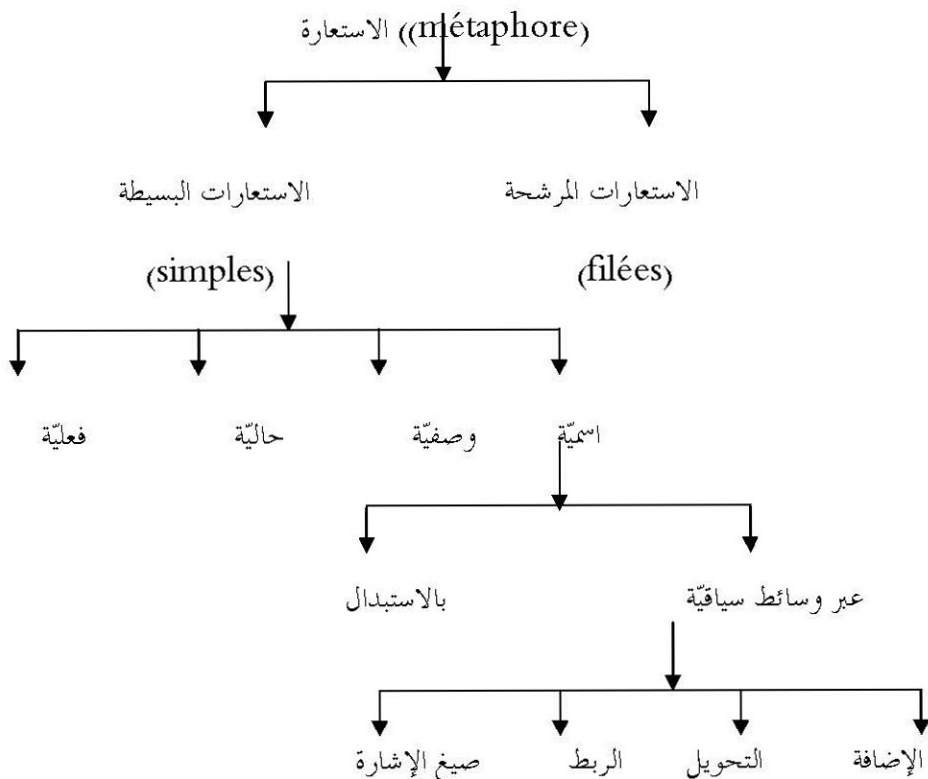 الاستعارة ((métaphore)
الاستعارات المرشحة الاستعارات البسيطة
(filées) (simples)
اسميّة وصفيّة حاليّة فعليّة
عبر وسائط سياقيّة بالاستبدال
الإضافة التحويل الربط صيغ الإشارة